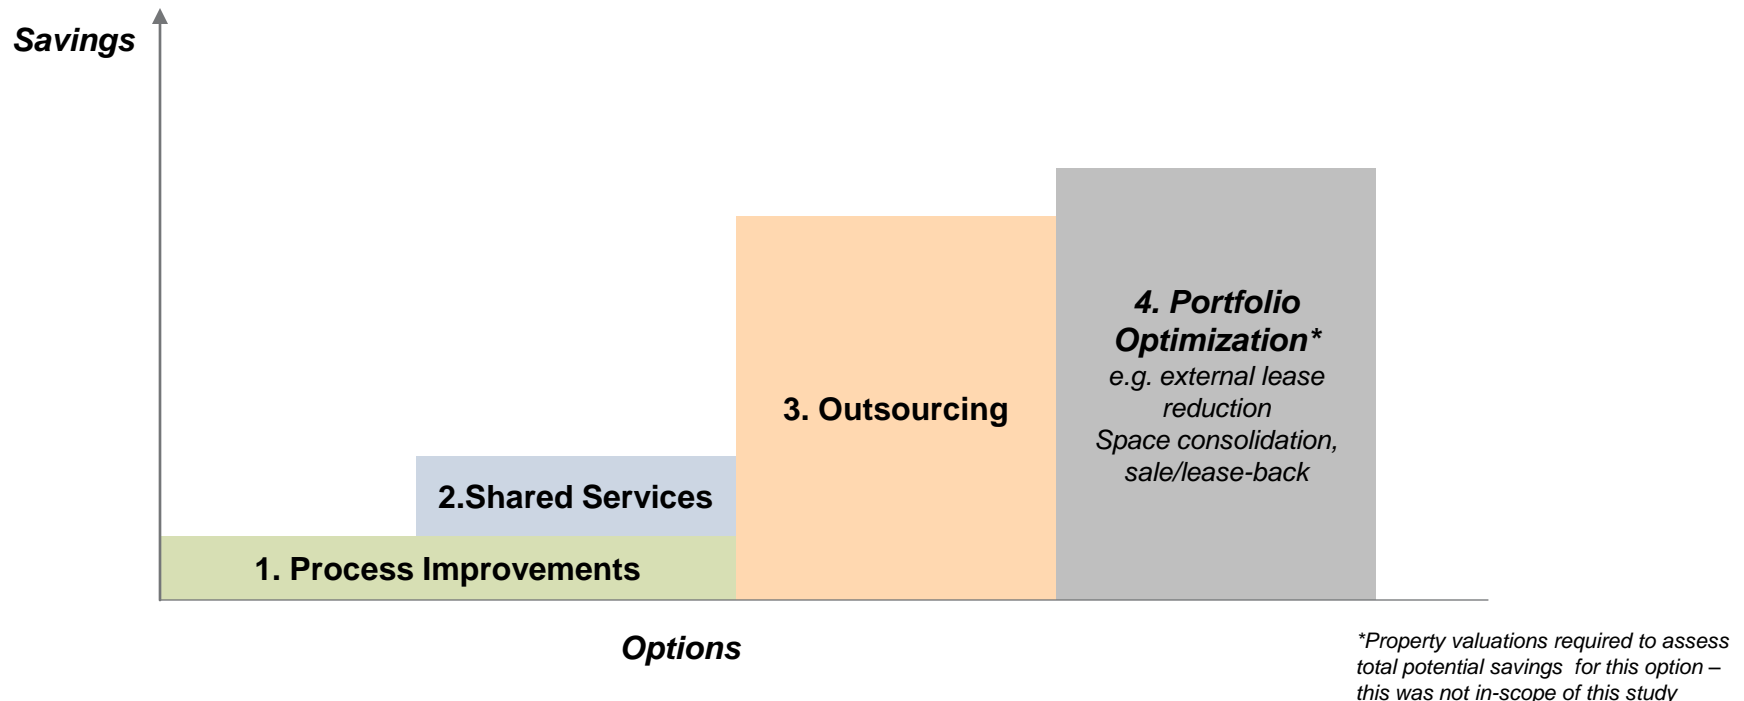 Savings
4. Portfolio
Optimization*
e.g. external lease
reduction
Space consolidation,
sale/lease-back
3. Outsourcing
2.Shared Services
1. Process Improvements
Options
*Property valuations required to assess
total potential savings for this option –
this was not in-scope of this study